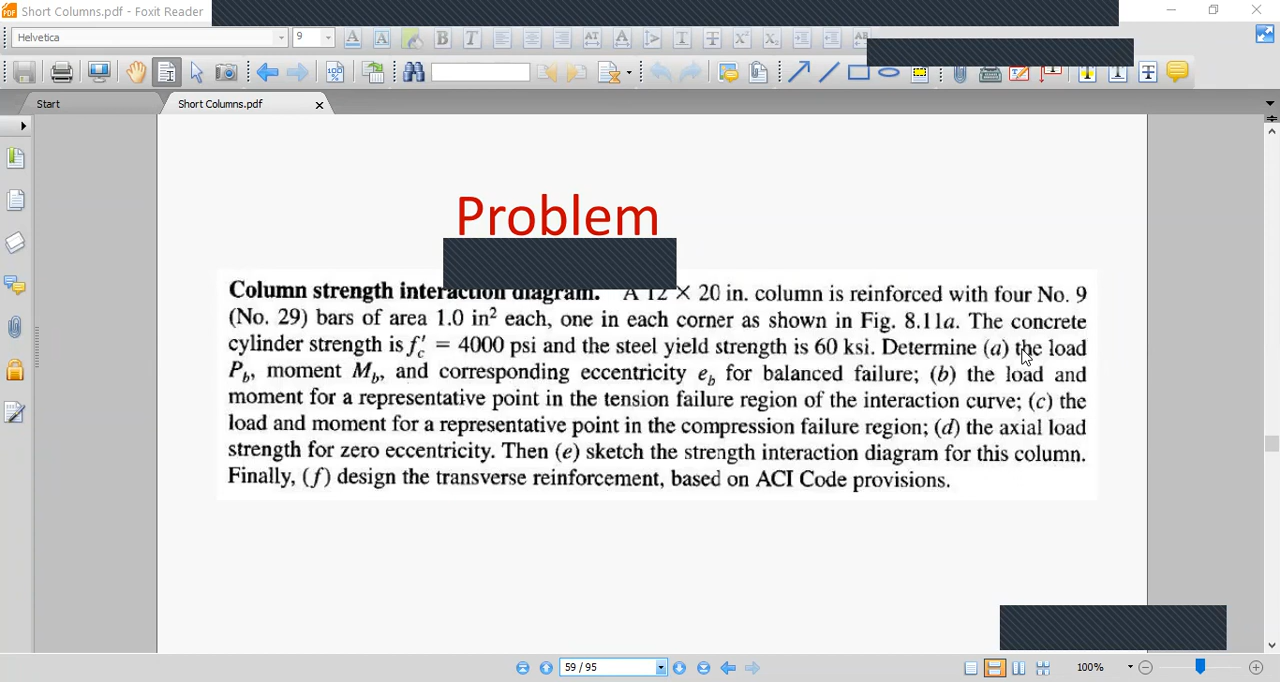 Short Columns.pdf - Foxit Reader
Helvetica
9
Start
Short Columns.pdf
Problem
Column strength interaction diagram. A 12 × 20 in. column is reinforced with four No. 9
(No. 29) bars of area 1.0 in² each, one in each corner as shown in Fig. 8.11a. The concrete
cylinder strength is f′c = 4000 psi and the steel yield strength is 60 ksi. Determine (a) the load
Pb, moment Mb, and corresponding eccentricity eb for balanced failure; (b) the load and
moment for a representative point in the tension failure region of the interaction curve; (c) the
load and moment for a representative point in the compression failure region; (d) the axial load
strength for zero eccentricity. Then (e) sketch the strength interaction diagram for this column.
Finally, (f) design the transverse reinforcement, based on ACI Code provisions.
59 / 95
100%